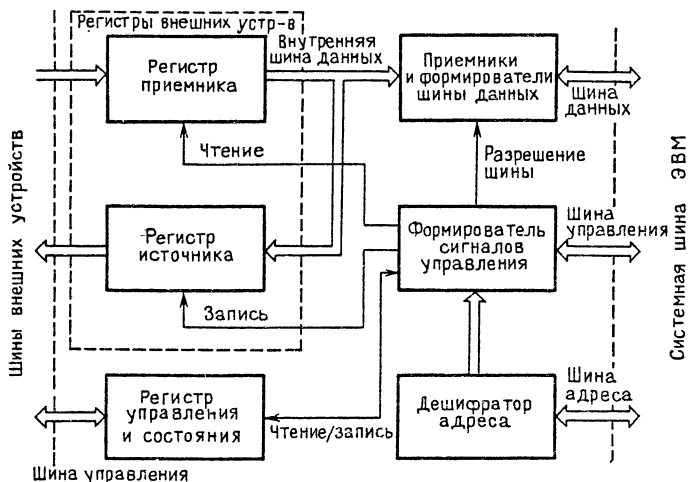 Регистры внешних устр-в
Регистр
приемника
Внутренняя
шина данных
Приемники
и формирователи
шины данных
Шина
данных
Чтение
Разрешение
шины
Регистр
источника
Формирователь
сигналов
управления
Шина
управления
Запись
Регистр
управления
и состояния
Чтение/запись
Дешифратор
адреса
Шина
адреса
Шина управления
Шины внешних устройств
Системная шина ЭВМ